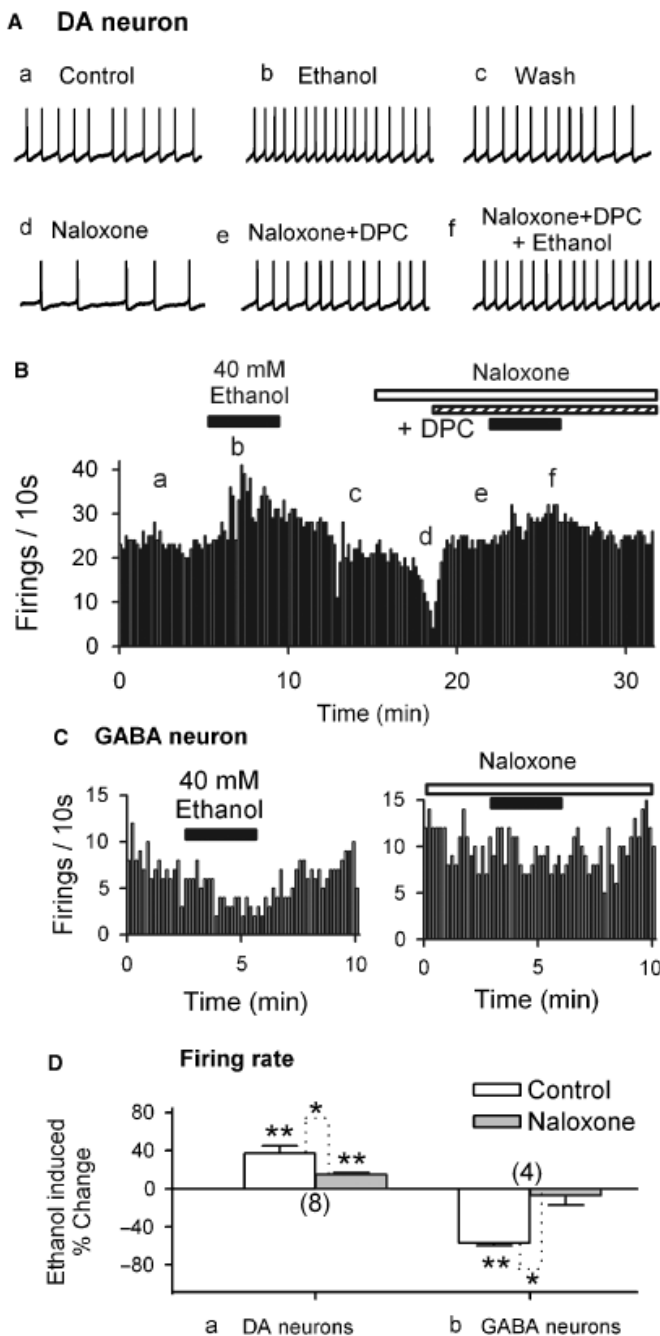 A DA neuron
a Control b Ethanol c Wash
d Naloxone e Naloxone+DPC f Naloxone+DPC
+ Ethanol
B 40 mM
Ethanol
Naloxone
+ DPC
a b c d e f
Firings / 10s
40
30
20
10
0
0 10 20 30
Time (min)
C GABA neuron
40 mM
Ethanol
Naloxone
Firings / 10s
15
10
5
0
0 5 10
Time (min)
15
10
5
0
0 5 10
Time (min)
D Firing rate
Control
Naloxone
Ethanol induced
% Change
80
40
0
-40
-80
** * **
(8)
(4)
** *
a DA neurons b GABA neurons